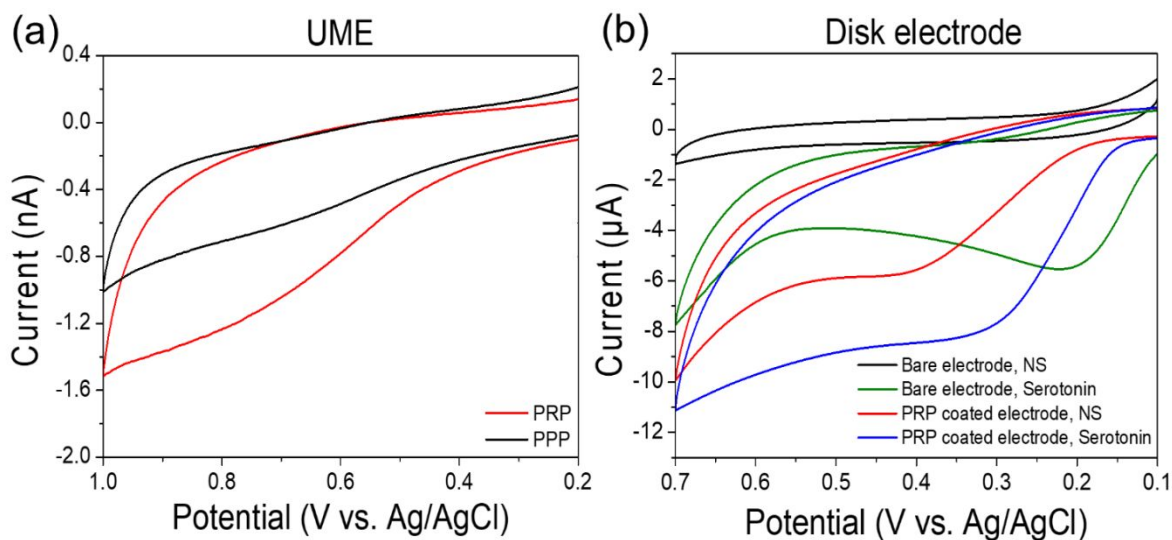 (a)
UME
0.4
0.0
-0.4
-0.8
-1.2
-1.6
-2.0
Current (nA)
PRP
PPP
1.0 0.8 0.6 0.4 0.2
Potential (V vs. Ag/AgCl)
(b)
Disk electrode
2
0
-2
-4
-6
-8
-10
-12
Current (µA)
Bare electrode, NS
Bare electrode, Serotonin
PRP coated electrode, NS
PRP coated electrode, Serotonin
0.7 0.6 0.5 0.4 0.3 0.2 0.1
Potential (V vs. Ag/AgCl)